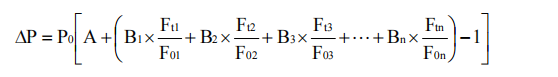 ΔP = P₀[A + (B₁×Fₜ₁/F₀₁ + B₂×Fₜ₂/F₀₂ + B₃×Fₜ₃/F₀₃ + ⋯ + Bₙ×Fₜₙ/F₀ₙ) − 1]